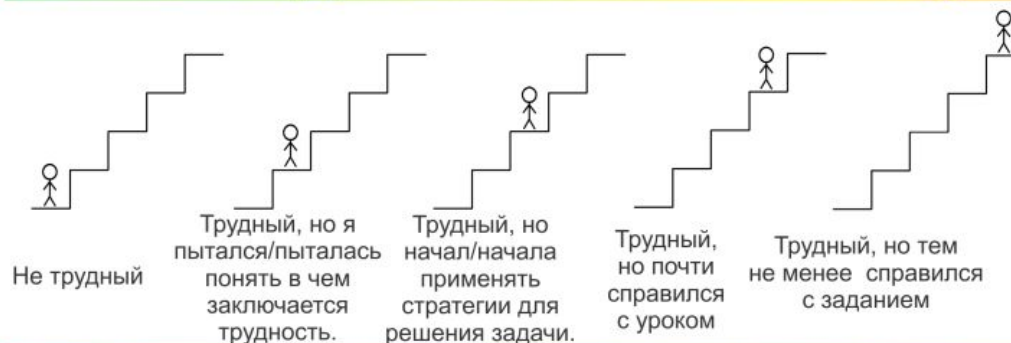 Не трудный
Трудный, но я
пытался/пыталась
понять в чем
заключается
трудность.
Трудный, но
начал/начала
применять
стратегии для
решения задачи.
Трудный,
но почти
справился
с уроком
Трудный, но тем
не менее справился
с заданием